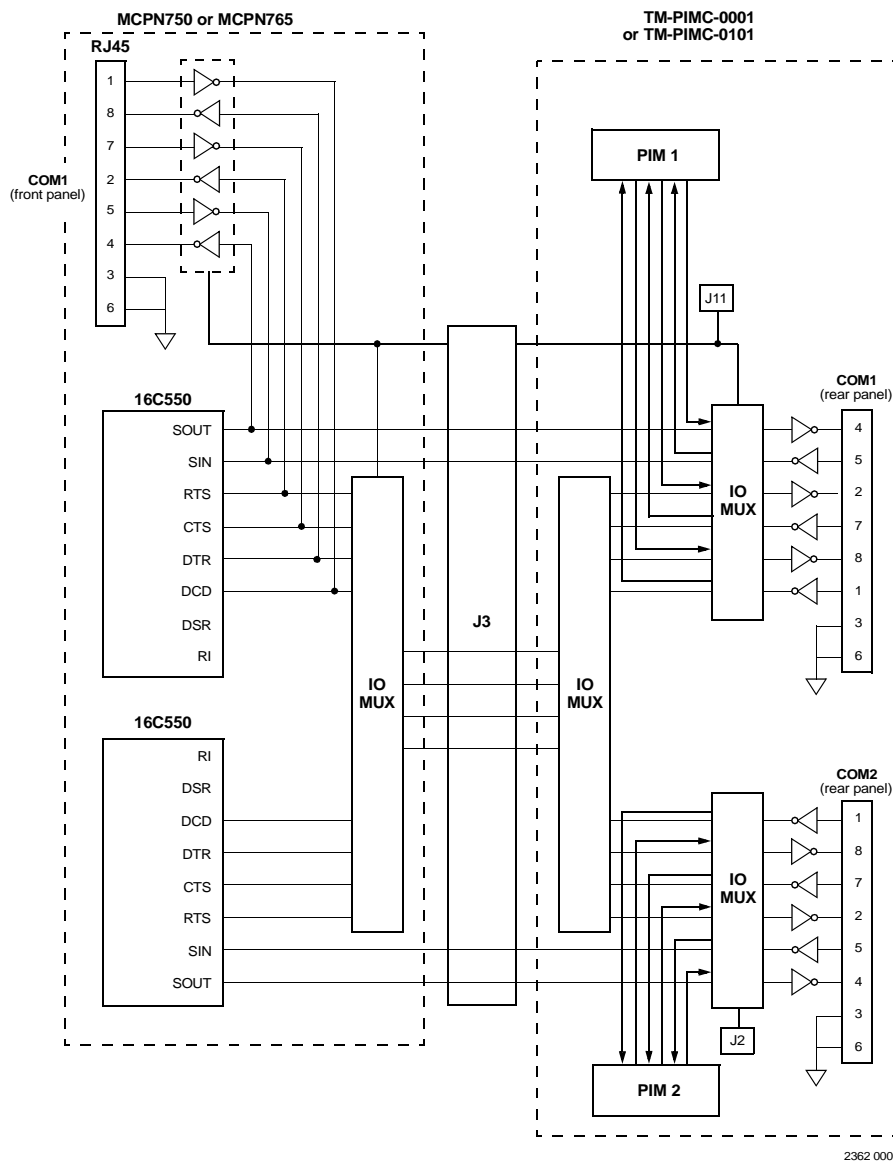 MCPN750 or MCPN765
TM-PIMC-0001
or TM-PIMC-0101
RJ45
1
8
7
2
5
4
3
6
COM1
(front panel)
PIM 1
J11
16C550
SOUT
SIN
RTS
CTS
DTR
DCD
DSR
RI
COM1
(rear panel)
4
5
2
7
8
1
3
6
IO
MUX
J3
IO
MUX
IO
MUX
16C550
RI
DSR
DCD
DTR
CTS
RTS
SIN
SOUT
COM2
(rear panel)
1
8
7
2
5
4
3
6
IO
MUX
J2
PIM 2
2362 000